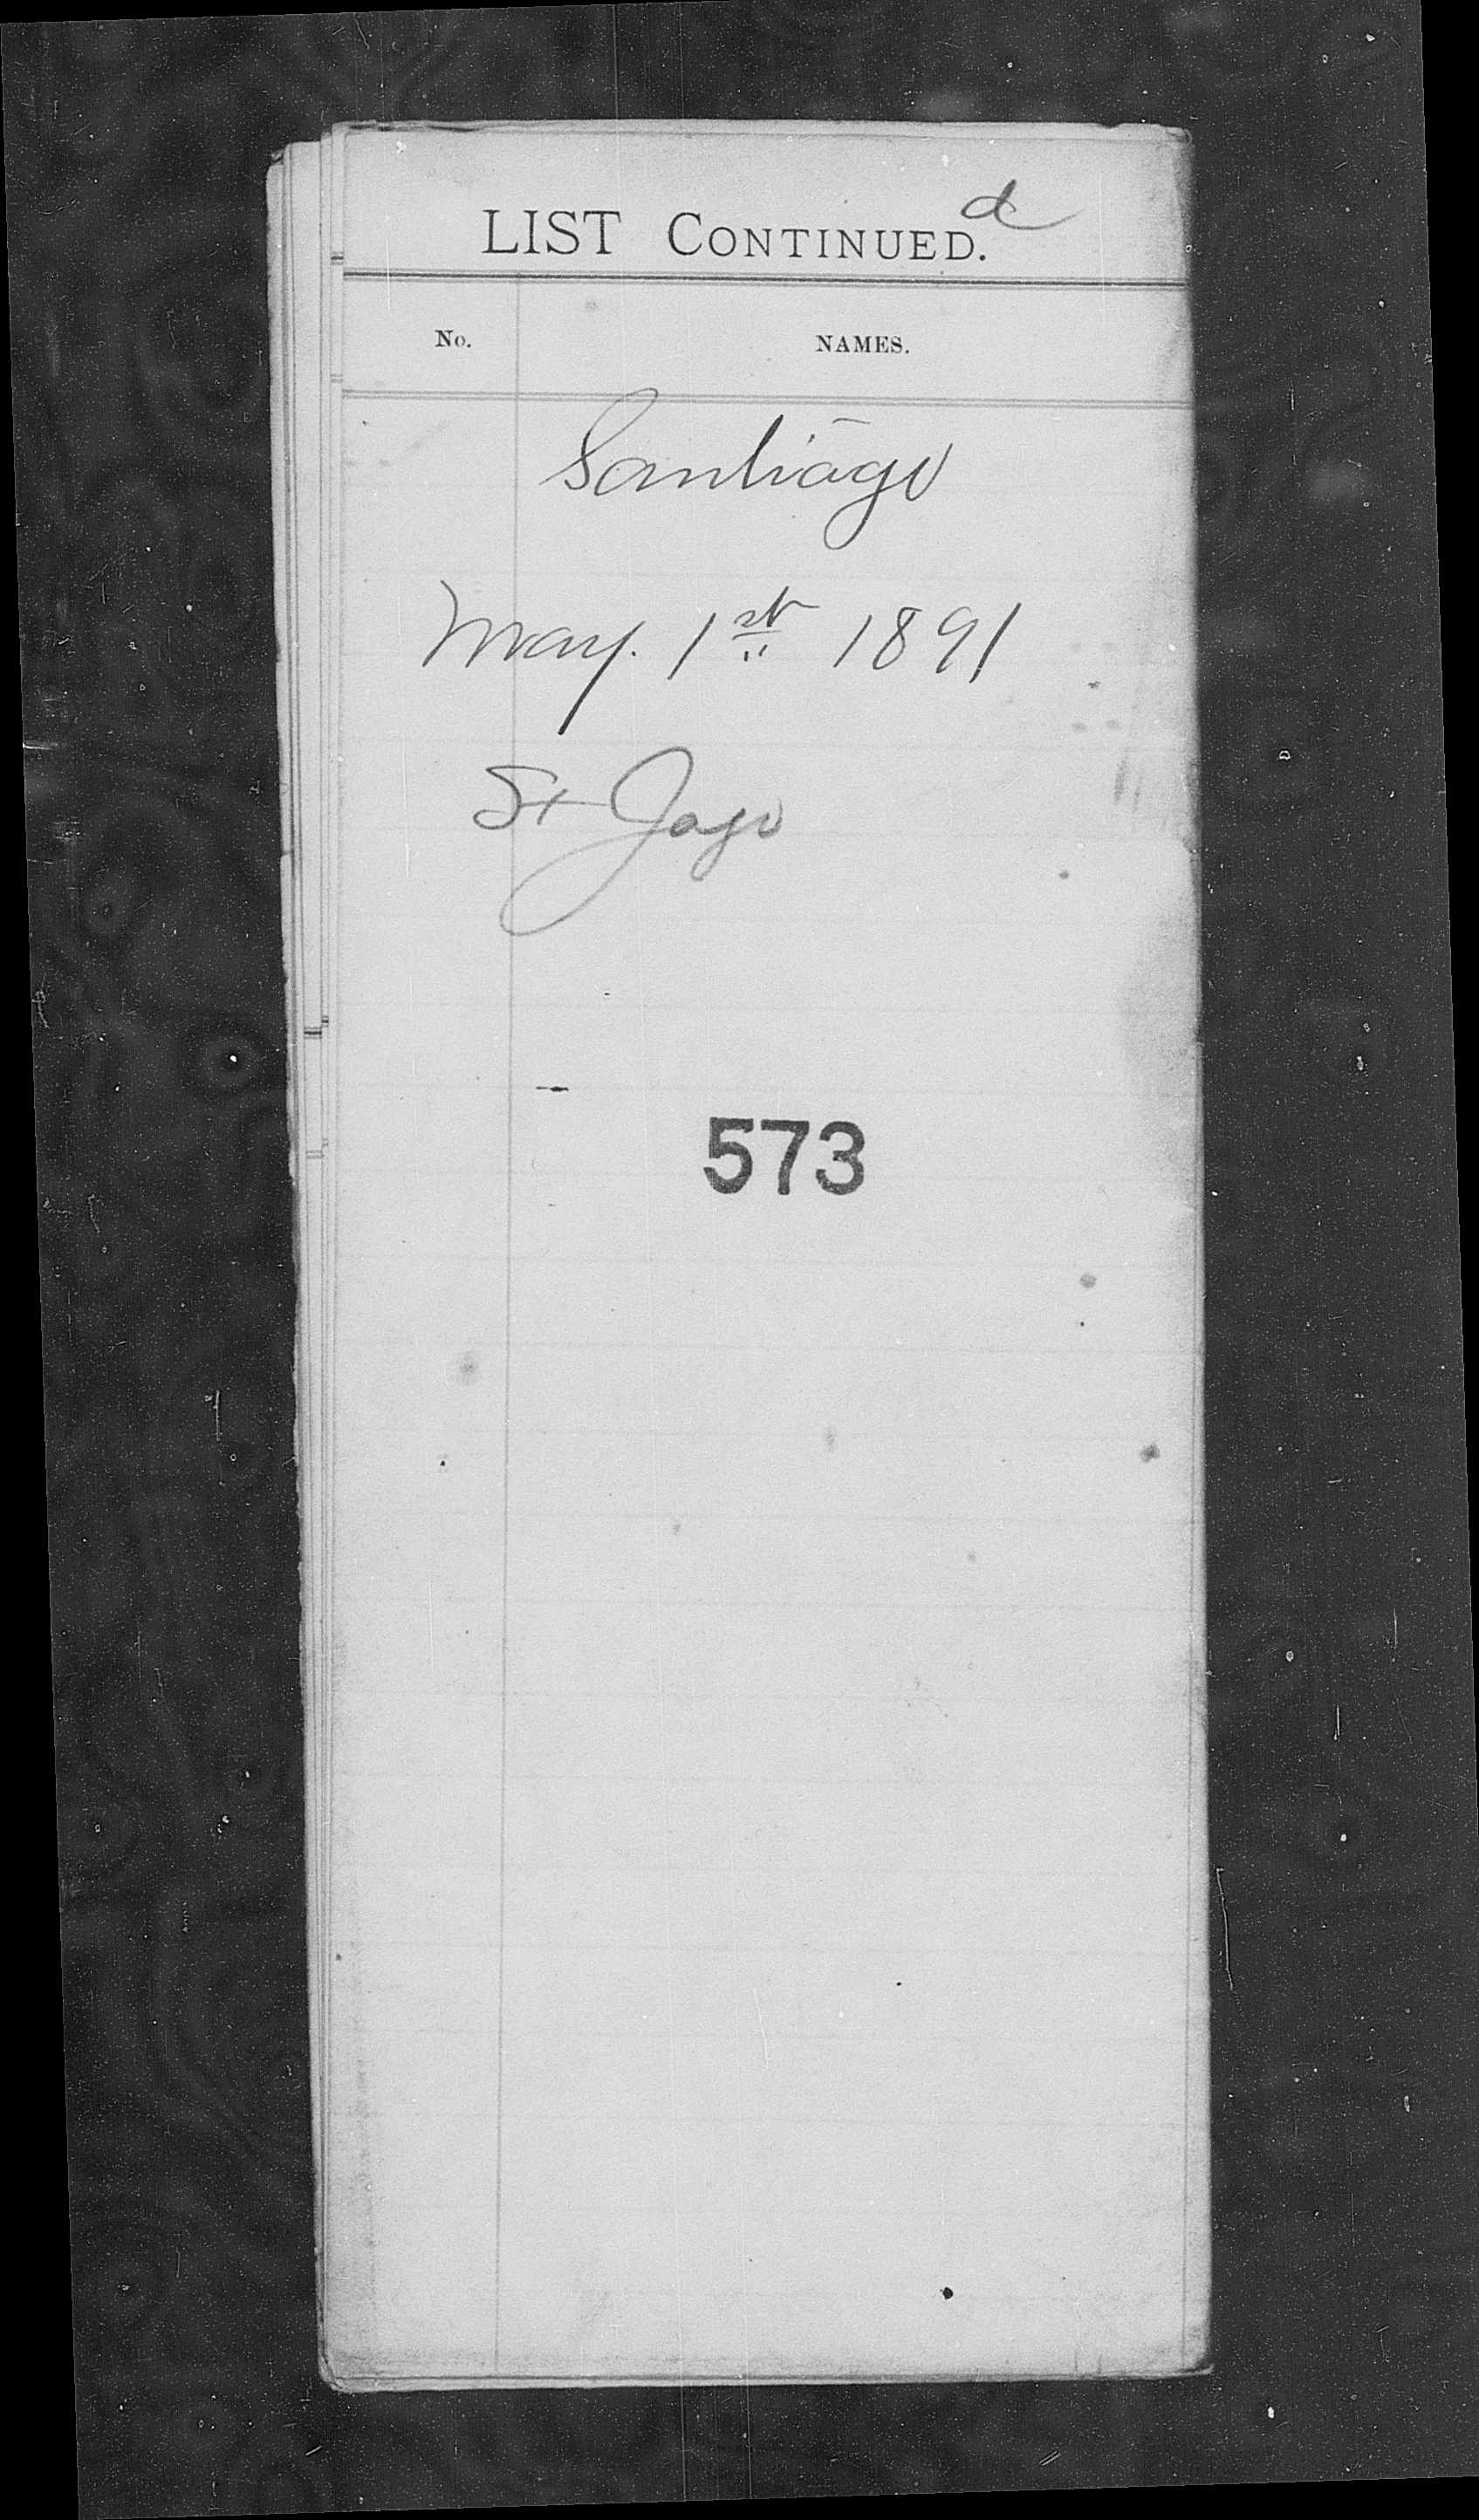 d
LIST CONTINUED.
No. NAMES.
Santiago
May. 1st 1891
St Jago
573